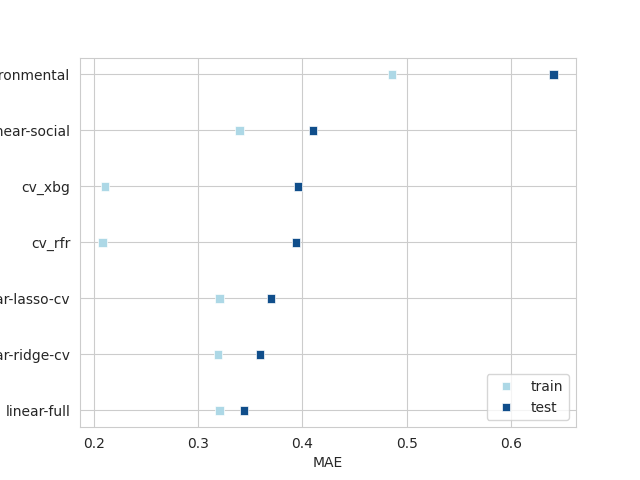 ronmental
near-social
cv_xbg
cv_rfr
ar-lasso-cv
ar-ridge-cv
linear-full
train
test
0.2 0.3 0.4 0.5 0.6
MAE